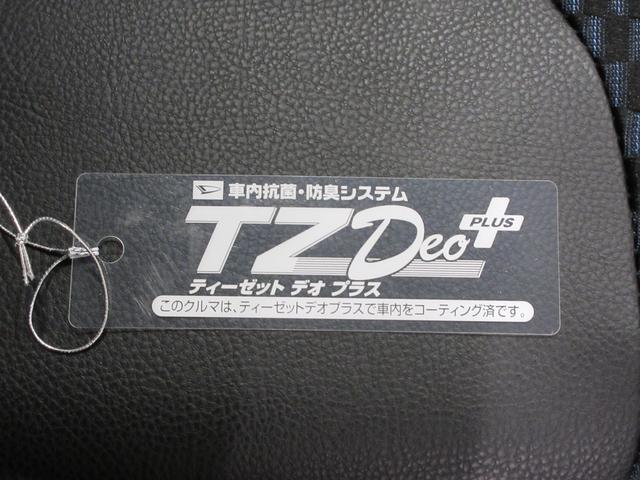 車内抗菌・防臭システム
TZ Deo PLUS
ティーゼット デオ プラス
このクルマは、ティーゼットデオプラスで車内をコーティング済です。